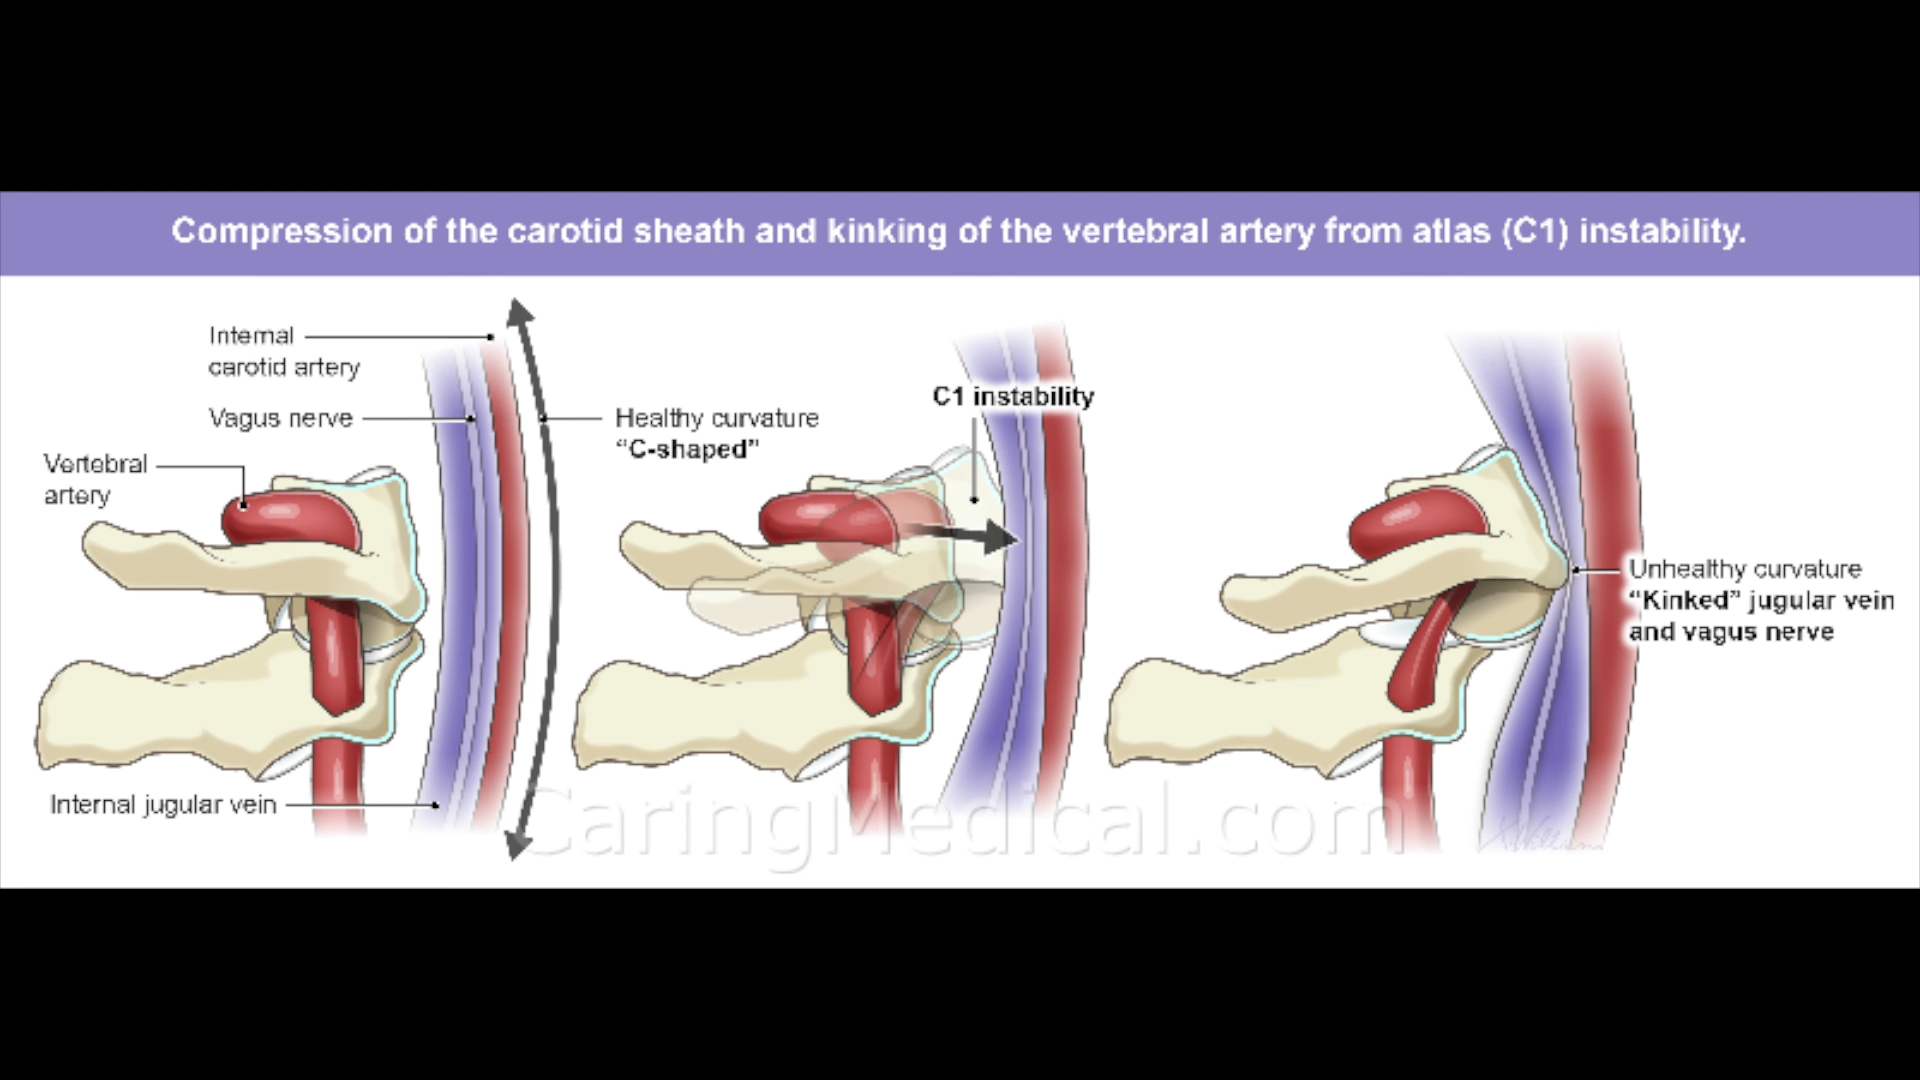 Compression of the carotid sheath and kinking of the vertebral artery from atlas (C1) instability.
Internal
carotid artery
Vagus nerve
Vertebral
artery
Internal jugular vein
Healthy curvature
“C-shaped”
C1 instability
Unhealthy curvature
“Kinked” jugular vein
and vagus nerve
CaringMedical.com